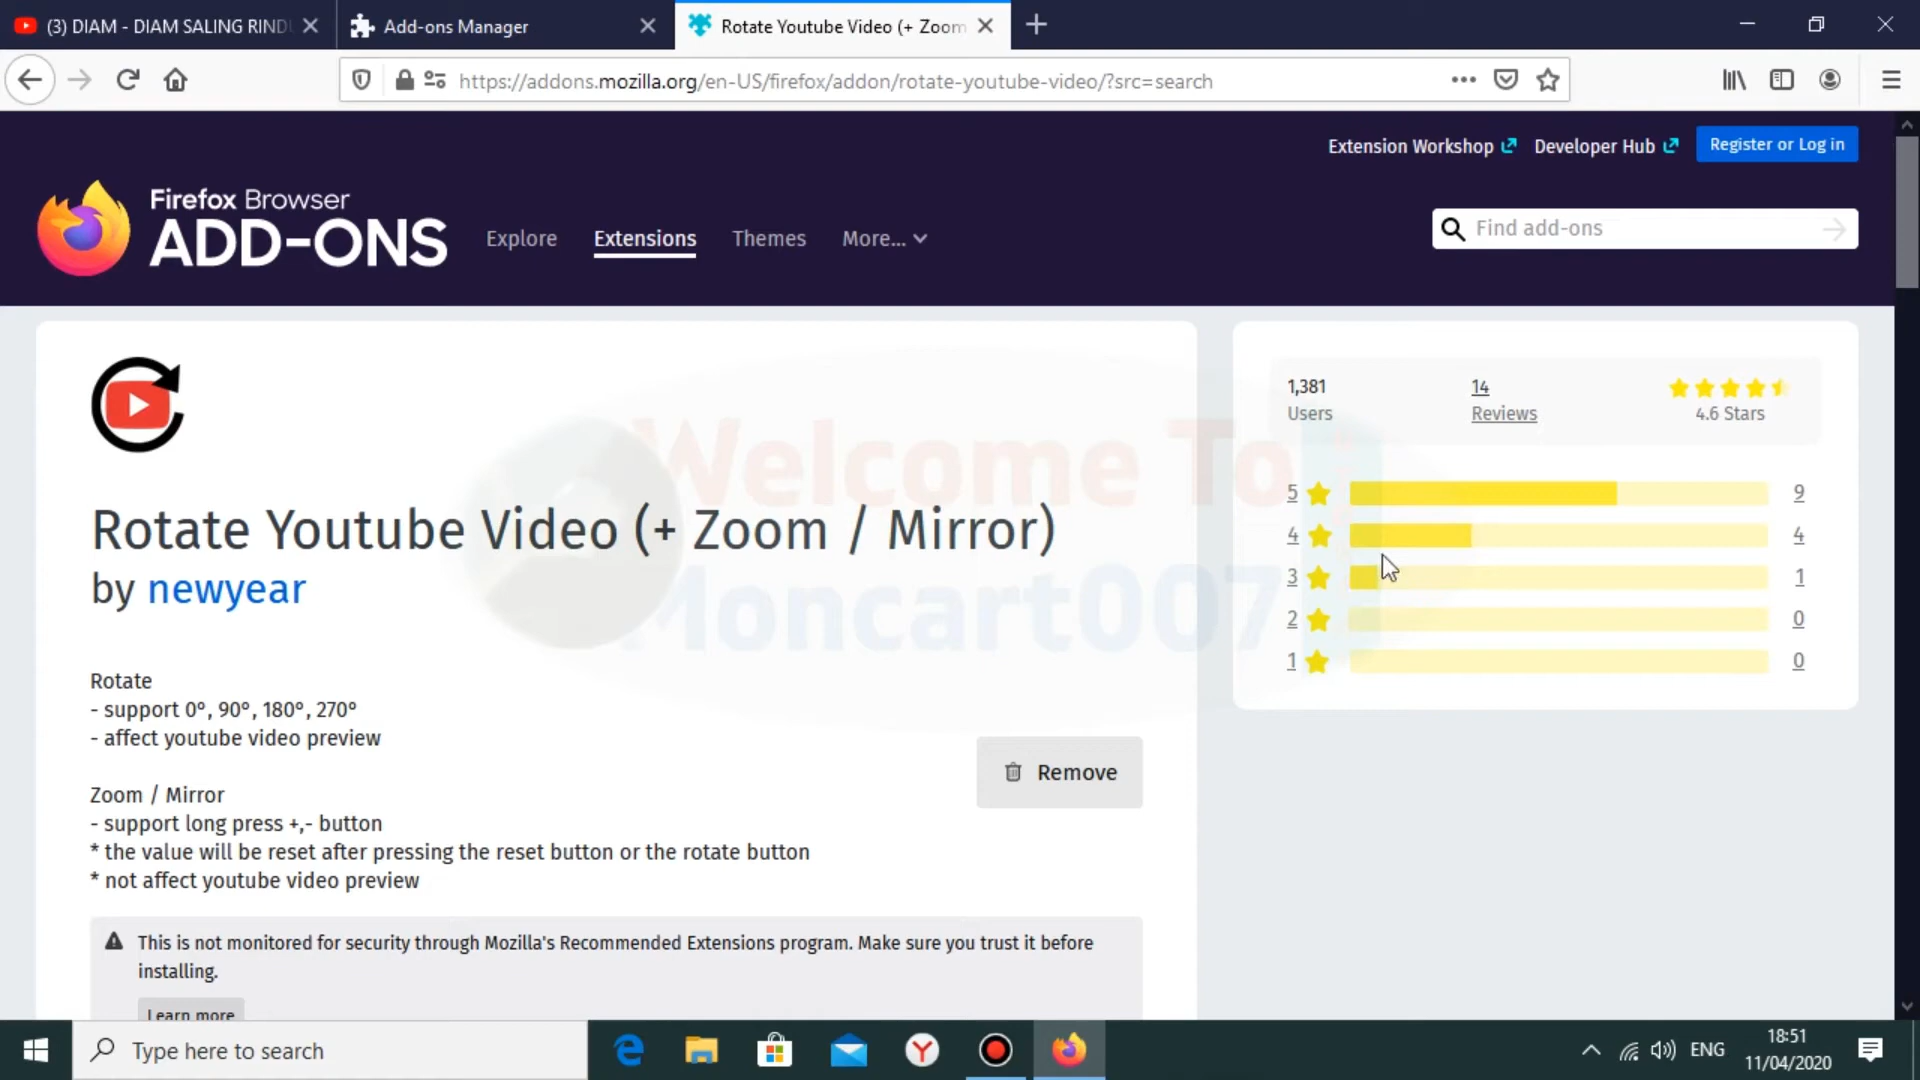 (3) DIAM - DIAM SALING RIND
Add-ons Manager
Rotate Youtube Video (+ Zoom
https://addons.mozilla.org/en-US/firefox/addon/rotate-youtube-video/?src=search
Extension Workshop
Developer Hub
Register or Log in
Firefox Browser
ADD-ONS
Explore
Extensions
Themes
More...
Find add-ons
1,381
Users
14
Reviews
4.6 Stars
Welcome To
Moncart007
5
9
4
4
3
1
2
0
1
0
Rotate Youtube Video (+ Zoom / Mirror)
by newyear
Rotate
- support 0°, 90°, 180°, 270°
- affect youtube video preview
Zoom / Mirror
- support long press +,- button
* the value will be reset after pressing the reset button or the rotate button
* not affect youtube video preview
Remove
This is not monitored for security through Mozilla's Recommended Extensions program. Make sure you trust it before
installing.
Learn more
Type here to search
ENG
18:51
11/04/2020